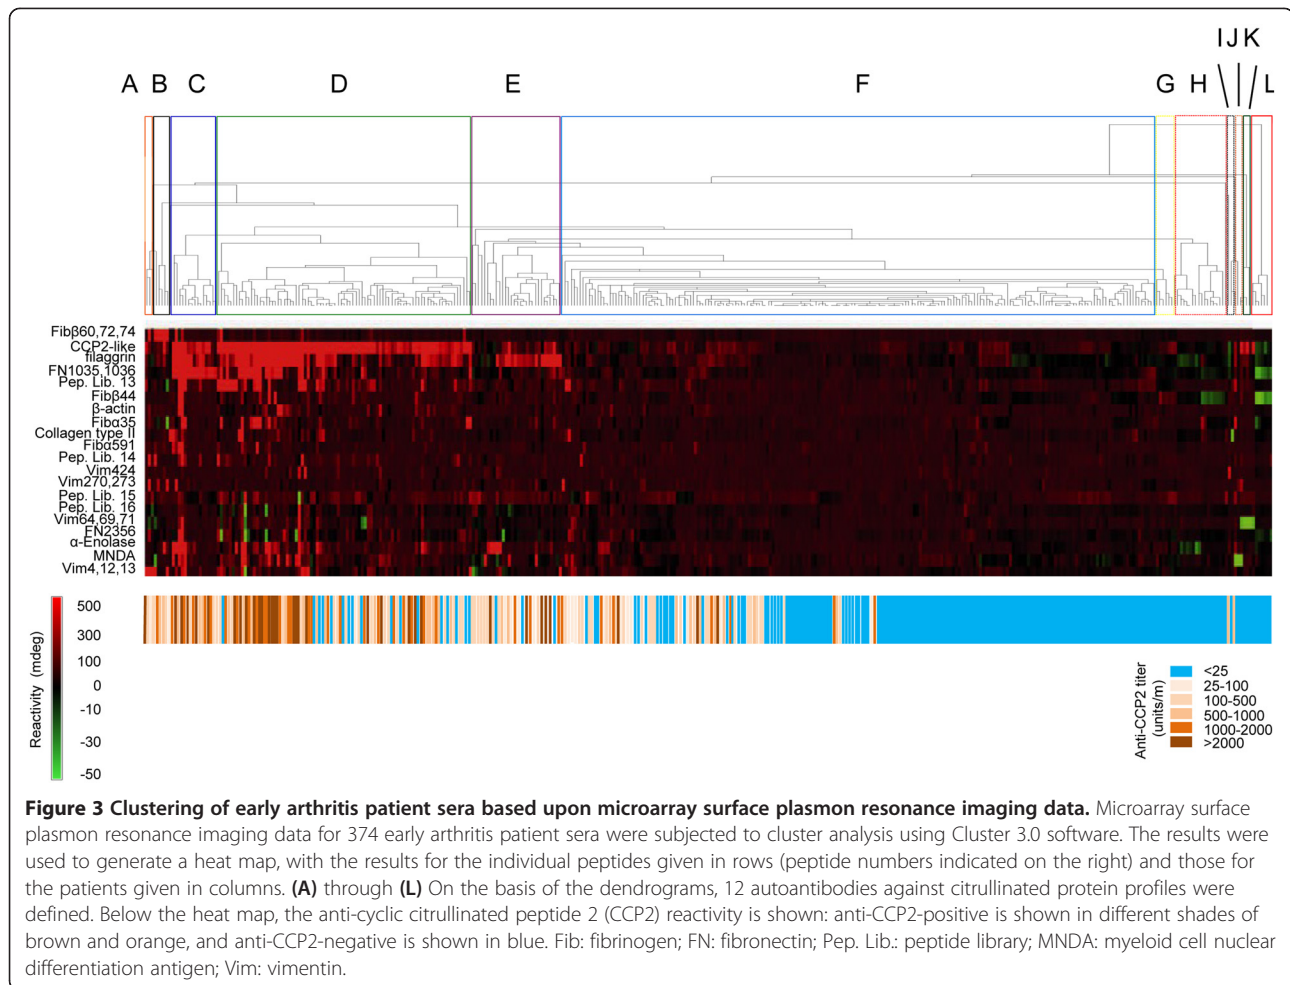 I J K
A B C D E F G H L
Fibβ60,72,74
CCP2-like
filaggrin
FN1035,1036
Pep. Lib. 13
Fibβ44
β-actin
Fibα35
Collagen type II
Fibα591
Pep. Lib. 14
Vim424
Vim270,273
Pep. Lib. 15
Pep. Lib. 16
Vim64,69,71
FN2356
α-Enolase
MNDA
Vim4,12,13
Reactivity (mdeg)
500
300
100
0
-10
-30
-50
Anti-CCP2 titer
(units/m)
<25
25-100
100-500
500-1000
1000-2000
>2000
Figure 3 Clustering of early arthritis patient sera based upon microarray surface plasmon resonance imaging data. Microarray surface
plasmon resonance imaging data for 374 early arthritis patient sera were subjected to cluster analysis using Cluster 3.0 software. The results were
used to generate a heat map, with the results for the individual peptides given in rows (peptide numbers indicated on the right) and those for
the patients given in columns. (A) through (L) On the basis of the dendrograms, 12 autoantibodies against citrullinated protein profiles were
defined. Below the heat map, the anti-cyclic citrullinated peptide 2 (CCP2) reactivity is shown: anti-CCP2-positive is shown in different shades of
brown and orange, and anti-CCP2-negative is shown in blue. Fib: fibrinogen; FN: fibronectin; Pep. Lib.: peptide library; MNDA: myeloid cell nuclear
differentiation antigen; Vim: vimentin.